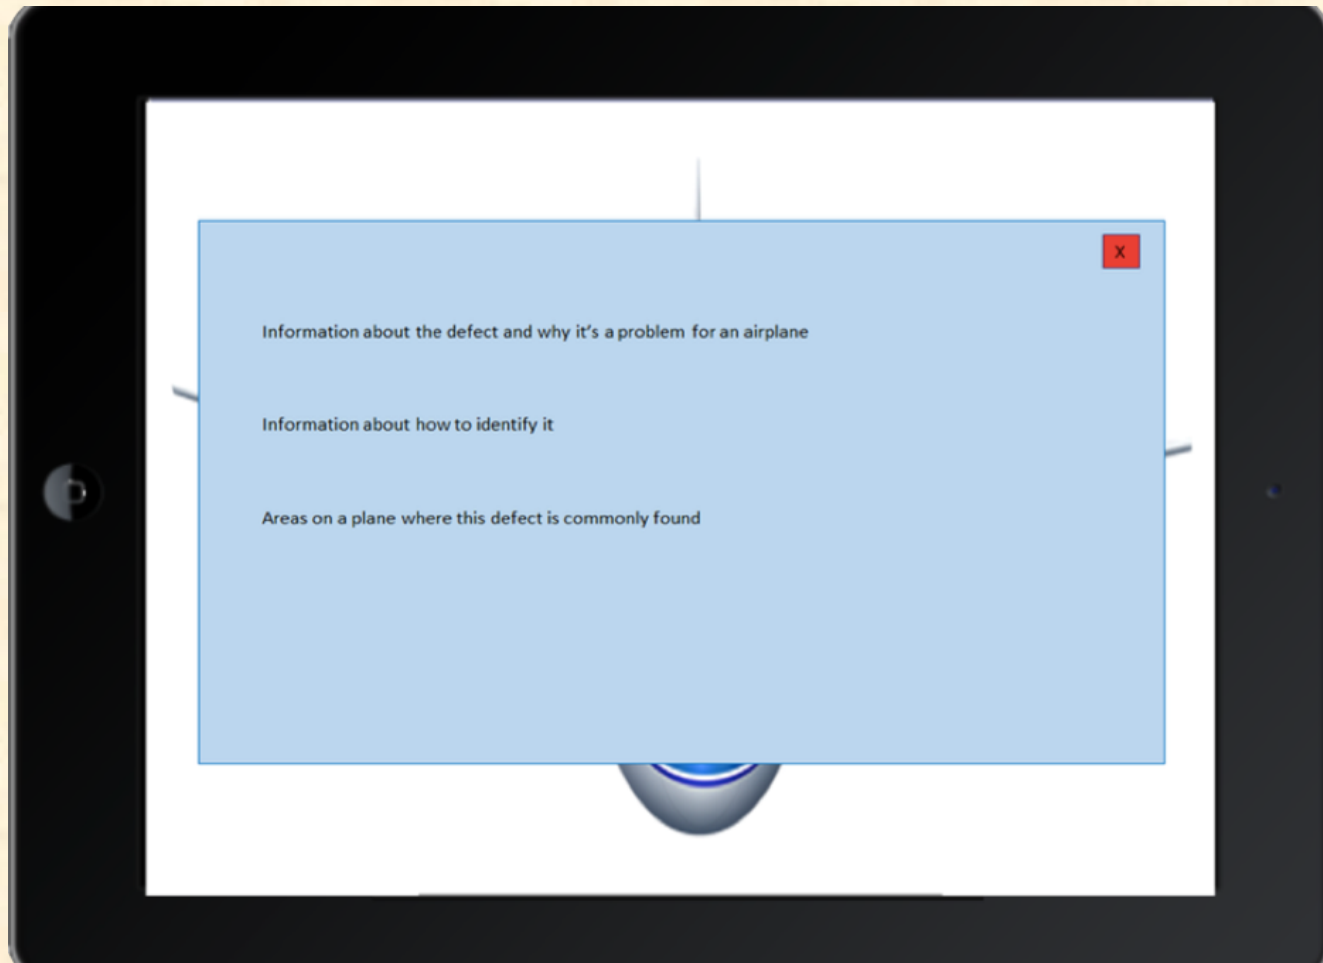 X
Information about the defect and why it's a problem for an airplane
Information about how to identify it
Areas on a plane where this defect is commonly found